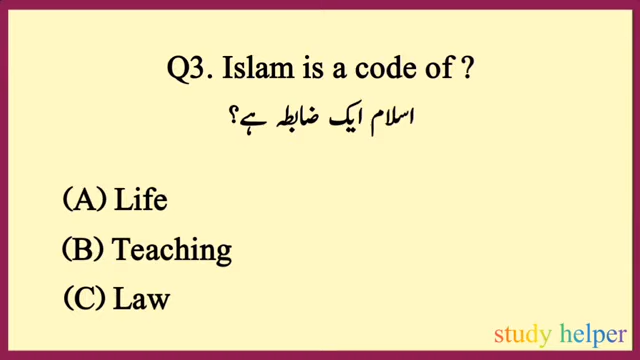 Q3. Islam is a code of ?
اسلام ایک ضابطہ ہے؟
(A) Life
(B) Teaching
(C) Law
study helper